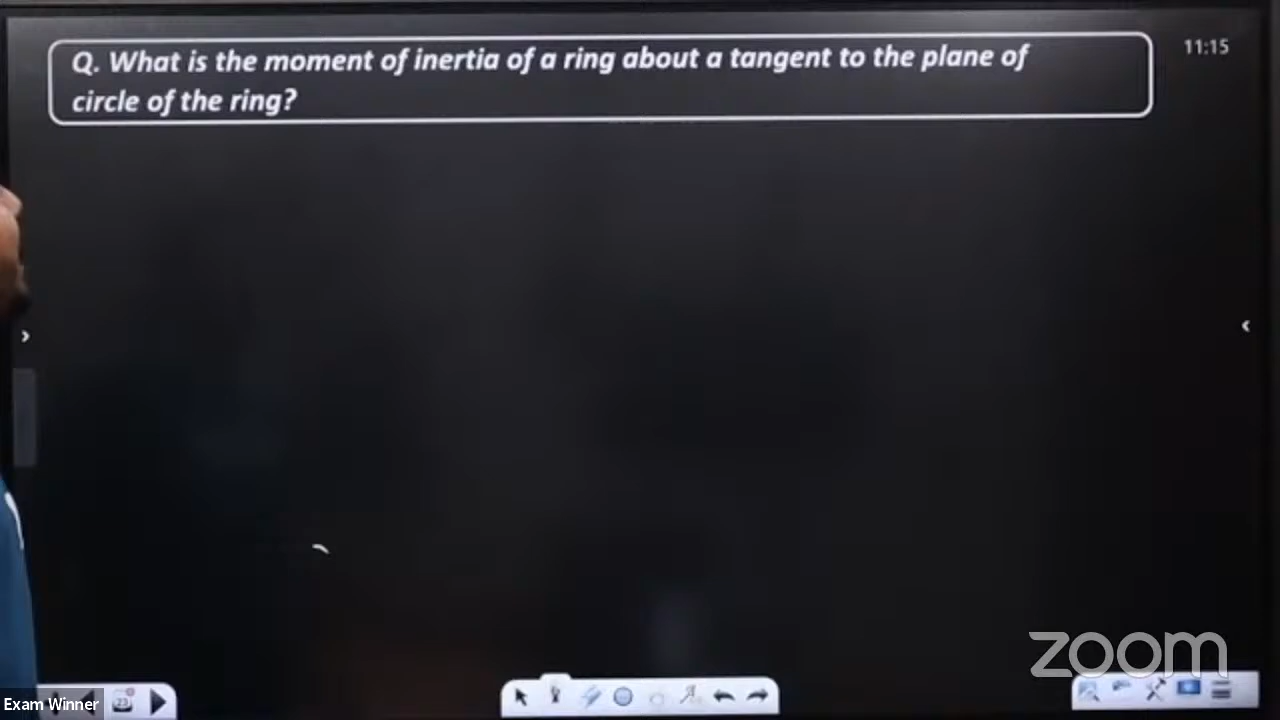 Q. What is the moment of inertia of a ring about a tangent to the plane of
circle of the ring?
11:15
zoom
Exam Winner